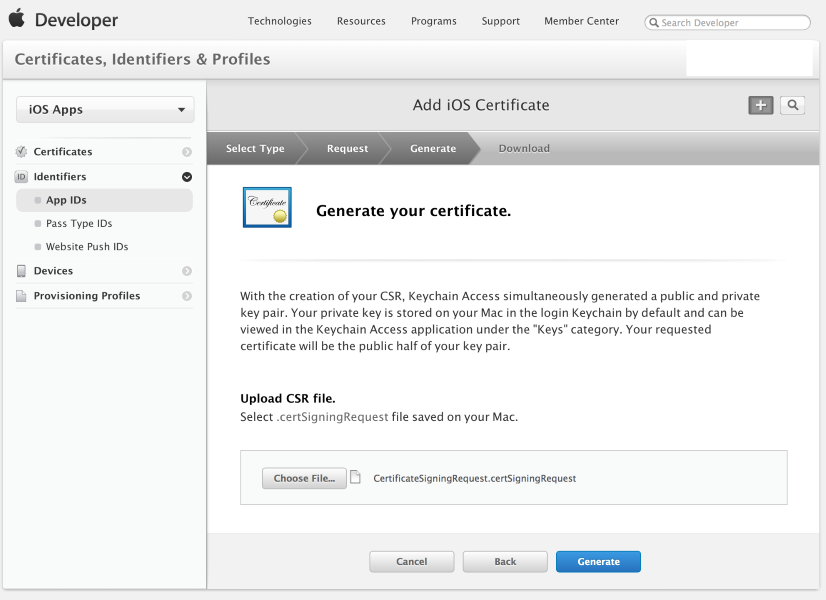 Developer
Technologies
Resources
Programs
Support
Member Center
Search Developer
Certificates, Identifiers & Profiles
iOS Apps
Certificates
ID Identifiers
App IDs
Pass Type IDs
Website Push IDs
Devices
Provisioning Profiles
Add iOS Certificate
Select Type
Request
Generate
Download
Certificate
Generate your certificate.
With the creation of your CSR, Keychain Access simultaneously generated a public and private
key pair. Your private key is stored on your Mac in the login Keychain by default and can be
viewed in the Keychain Access application under the "Keys" category. Your requested
certificate will be the public half of your key pair.
Upload CSR file.
Select .certSigningRequest file saved on your Mac.
Choose File...
CertificateSigningRequest.certSigningRequest
Cancel
Back
Generate